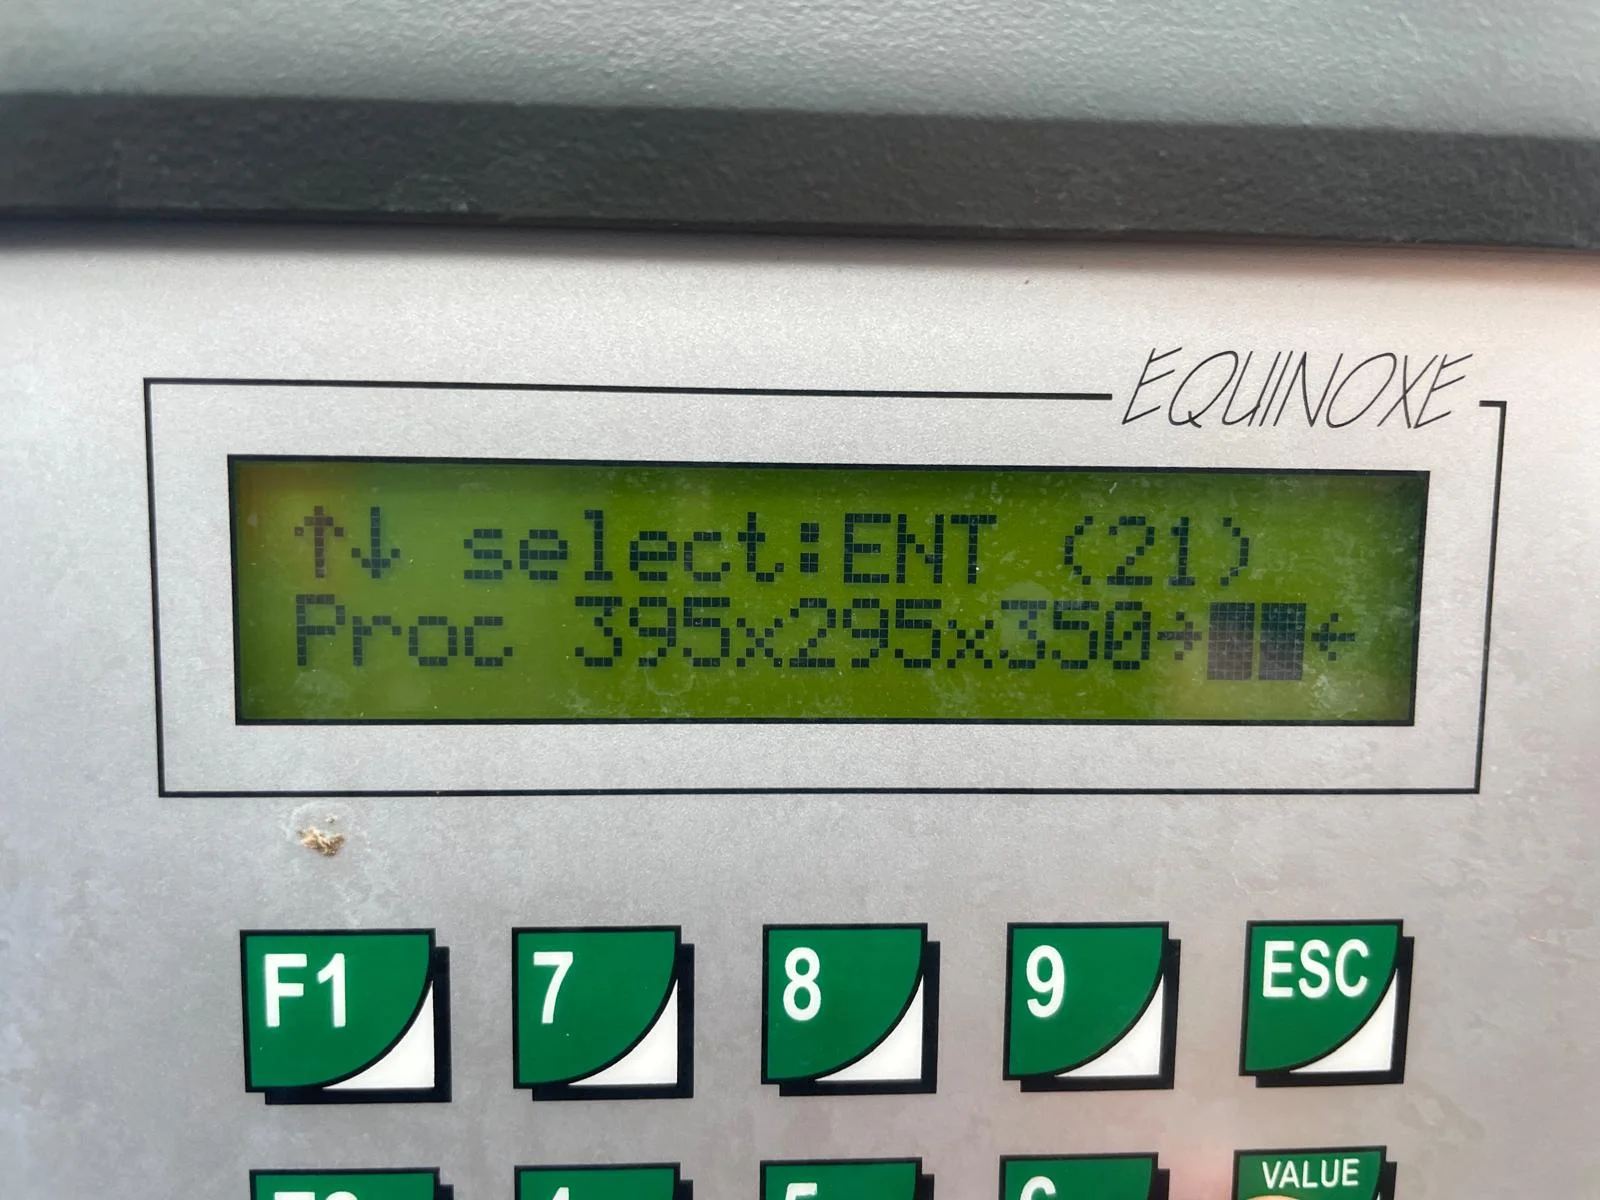 EQUINOXE
↑↓ select:ENT (21)
Proc 395x295x350→██←
F1 7 8 9 ESC
VALUE